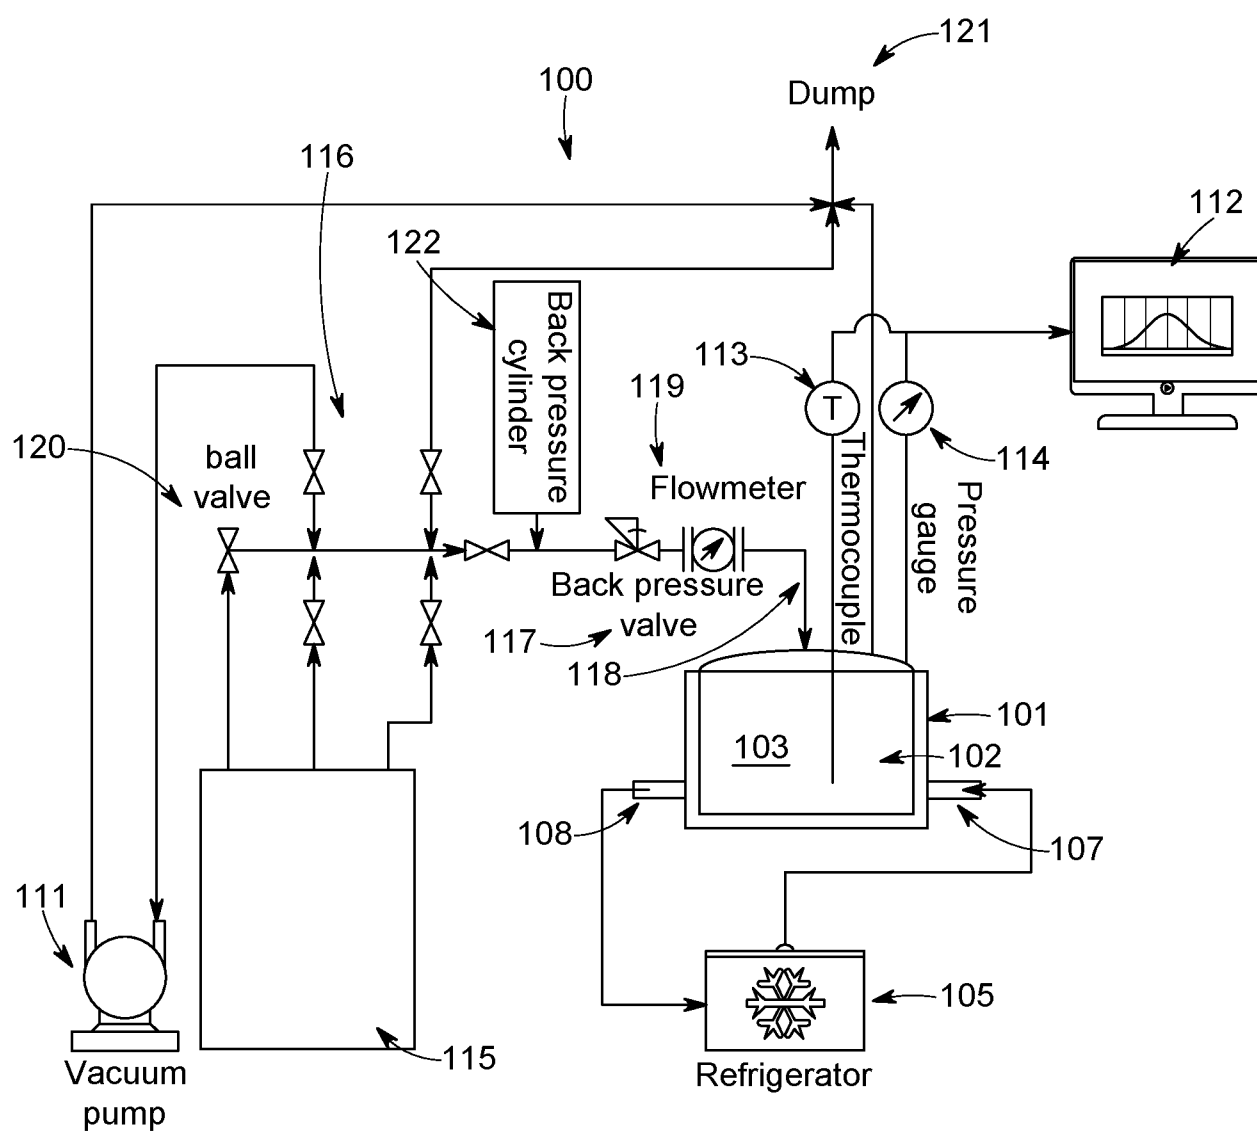 121
Dump
100
116
112
122
Back pressure
cylinder
113
T
119
120
ball
valve
Flowmeter
114
Thermocouple
Pressure
gauge
Back pressure
valve
117
118
101
103
102
108
107
111
105
115
Vacuum
pump
Refrigerator